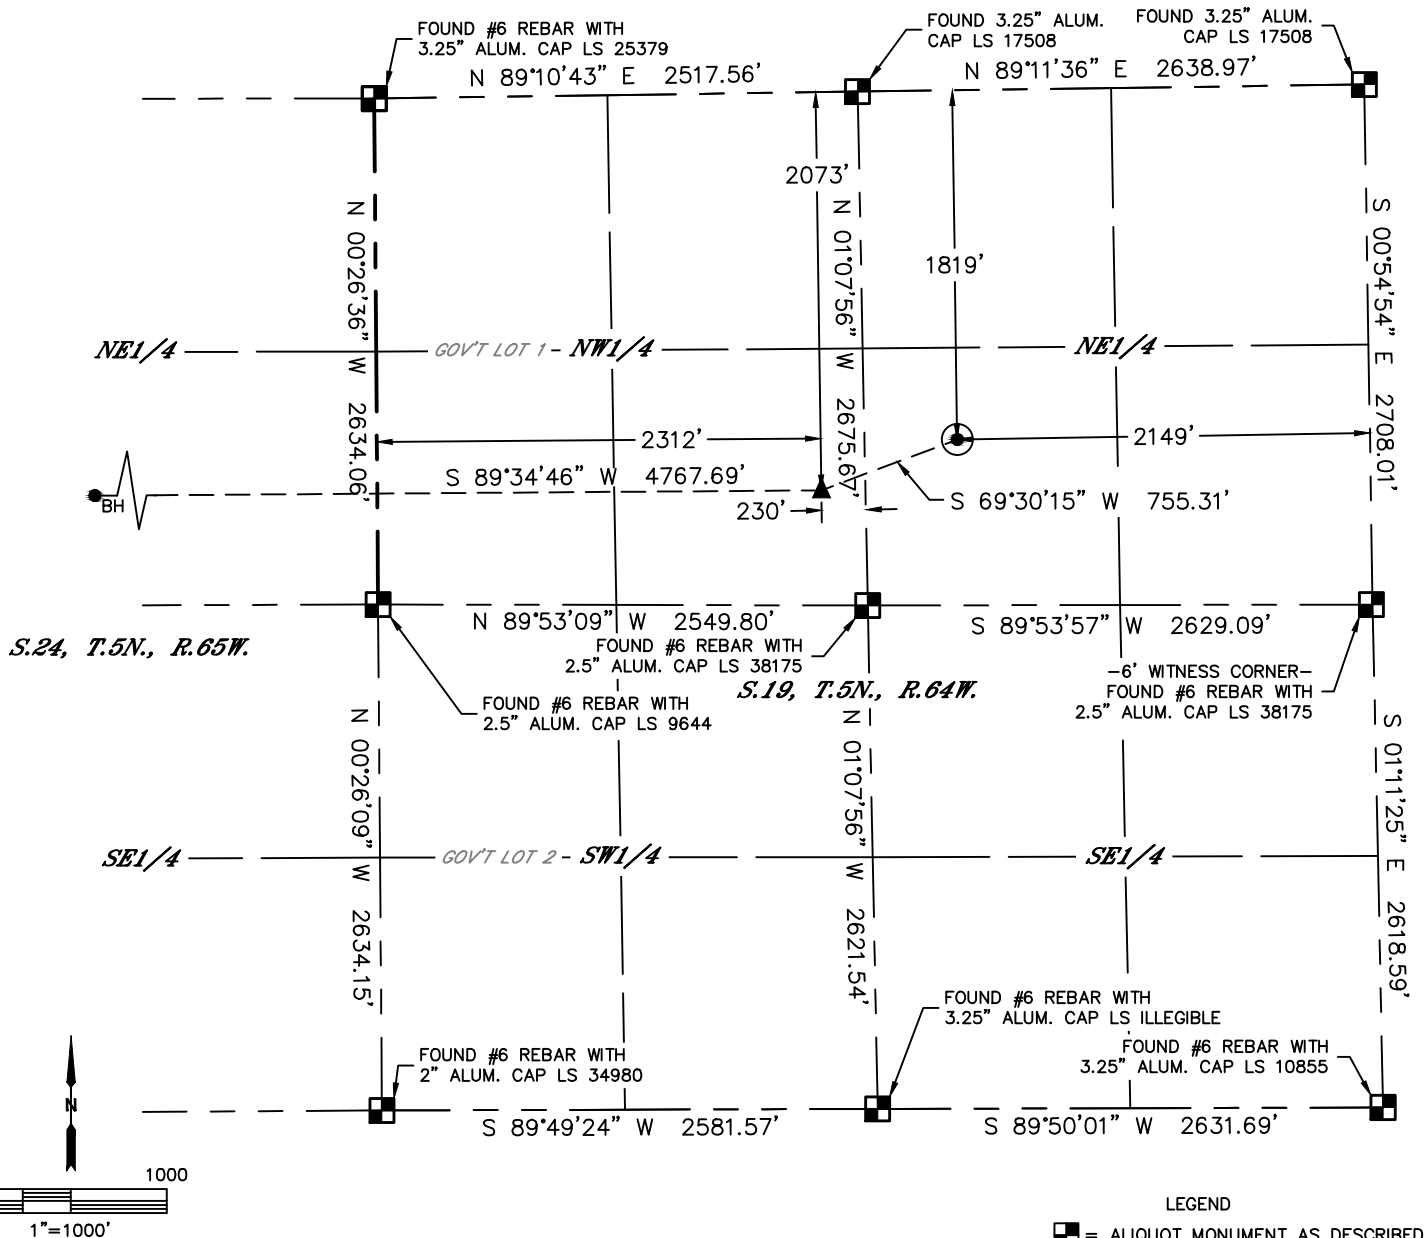 FOUND #6 REBAR WITH
3.25" ALUM. CAP LS 25379
FOUND 3.25" ALUM.
CAP LS 17508
FOUND 3.25" ALUM.
CAP LS 17508
N 89°10'43" E 2517.56'
N 89°11'36" E 2638.97'
2073'
1819'
N 00°26'36" W 2634.06'
N 01°07'56" W 2675.67'
S 00°54'54" E 2708.01'
NE1/4
GOV'T LOT 1 - NW1/4
NE1/4
2312'
2149'
S 89°34'46" W 4767.69'
BH
230'
S 69°30'15" W 755.31'
N 89°53'09" W 2549.80'
S 89°53'57" W 2629.09'
S.24, T.5N., R.65W.
FOUND #6 REBAR WITH
2.5" ALUM. CAP LS 38175
-6' WITNESS CORNER-
FOUND #6 REBAR WITH
2.5" ALUM. CAP LS 38175
S.19, T.5N., R.64W.
FOUND #6 REBAR WITH
2.5" ALUM. CAP LS 9644
N 00°26'09" W 2634.15'
N 01°07'56" W 2621.54'
S 01°11'25" E 2618.59'
SE1/4
GOV'T LOT 2 - SW1/4
SE1/4
FOUND #6 REBAR WITH
3.25" ALUM. CAP LS ILLEGIBLE
FOUND #6 REBAR WITH
2" ALUM. CAP LS 34980
FOUND #6 REBAR WITH
3.25" ALUM. CAP LS 10855
S 89°49'24" W 2581.57'
S 89°50'01" W 2631.69'
N
1000
1"=1000'
LEGEND
= ALIQUOT MONUMENT AS DESCRIBED